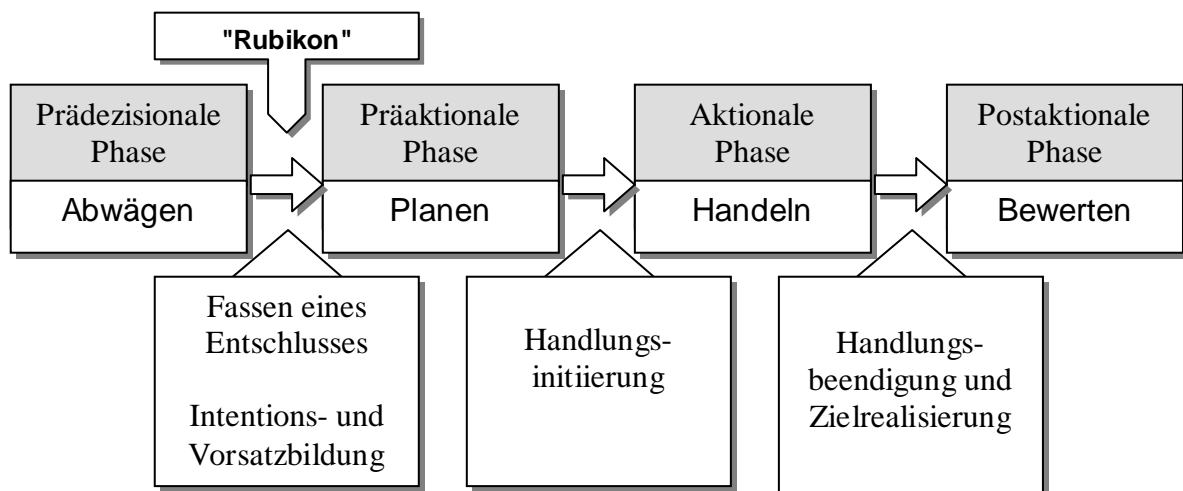 "Rubikon"
Prädezisionale
Phase
Abwägen
Präaktionale
Phase
Planen
Aktionale
Phase
Handeln
Postaktionale
Phase
Bewerten
Fassen eines
Entschlusses
Intentions- und
Vorsatzbildung
Handlungs-
initiierung
Handlungs-
beendigung und
Zielrealisierung